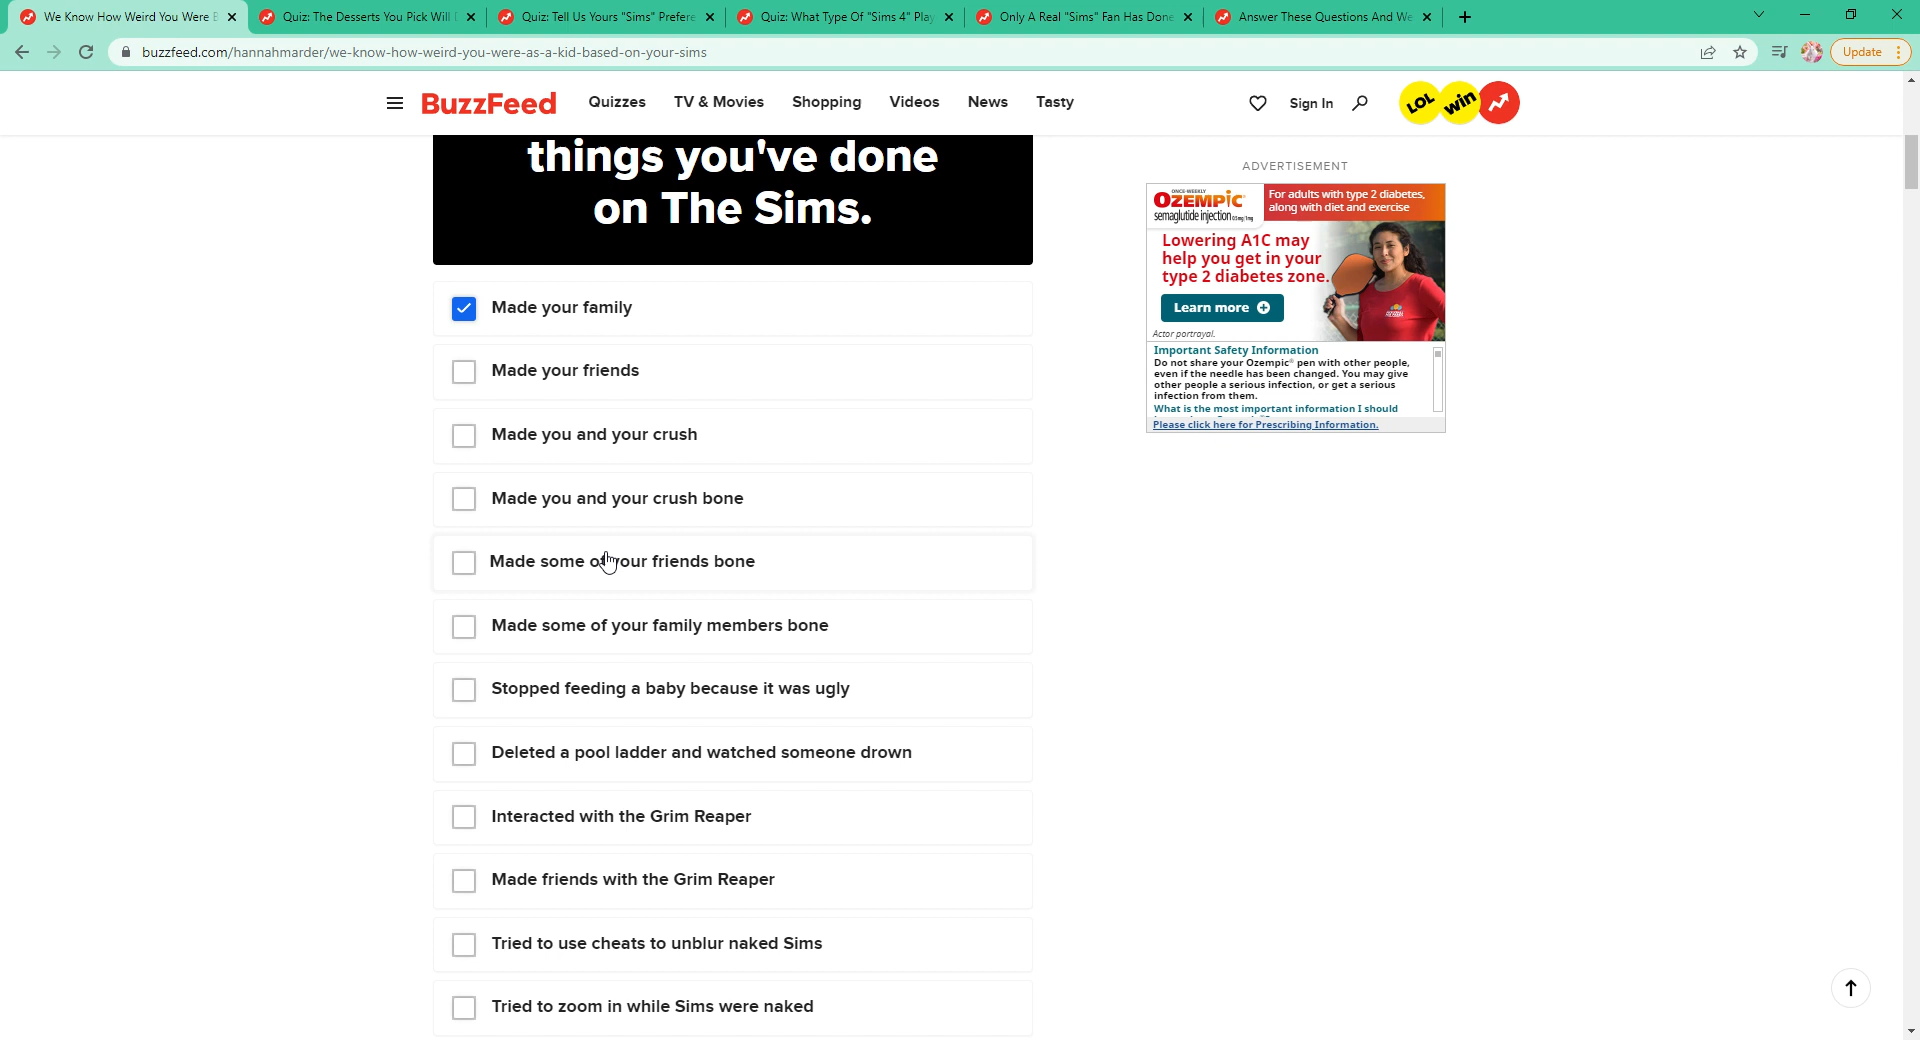 We Know How Weird You Were B
Quiz: The Desserts You Pick Will
Quiz: Tell Us Yours "Sims" Prefere
Quiz: What Type Of "Sims 4" Play
Only A Real "Sims" Fan Has Done
Answer These Questions And We
buzzfeed.com/hannahmarder/we-know-how-weird-you-were-as-a-kid-based-on-your-sims
Update
BuzzFeed
Quizzes
TV & Movies
Shopping
Videos
News
Tasty
Sign In
LOL
win
things you've done
on The Sims.
Made your family
Made your friends
Made you and your crush
Made you and your crush bone
Made some of your friends bone
Made some of your family members bone
Stopped feeding a baby because it was ugly
Deleted a pool ladder and watched someone drown
Interacted with the Grim Reaper
Made friends with the Grim Reaper
Tried to use cheats to unblur naked Sims
Tried to zoom in while Sims were naked
ADVERTISEMENT
ONCE-WEEKLY
OZEMPIC
semaglutide injection
For adults with type 2 diabetes,
along with diet and exercise
Lowering A1C may
help you get in your
type 2 diabetes zone.
Learn more
Actor portrayal.
Important Safety Information
Do not share your Ozempic® pen with other people,
even if the needle has been changed. You may give
other people a serious infection, or get a serious
infection from them.
What is the most important information I should
Please click here for Prescribing Information.